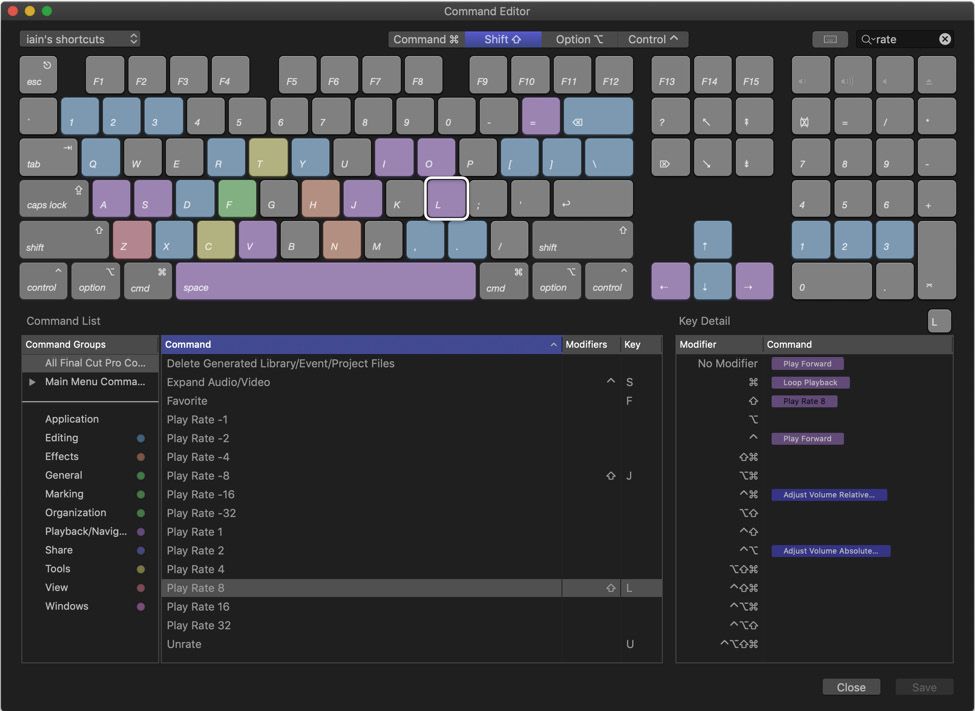 Command Editor
iain's shortcuts
Command ⌘ Shift ⇧ Option ⌥ Control ^
rate
esc F1 F2 F3 F4 F5 F6 F7 F8 F9 F10 F11 F12 F13 F14 F15
` 1 2 3 4 5 6 7 8 9 0 - = ⌫ ? ↖ ⇞ = / *
tab ⇥ Q W E R T Y U I O P [ ] \ ⌦ ↘ ⇟ 7 8 9 -
caps lock ⇪ A S D F G H J K L ; ' ↩ 4 5 6 +
shift ⇧ Z X C V B N M , . / shift ⇧ ↑ 1 2 3
control ^ option ⌥ cmd ⌘ space cmd ⌘ option ⌥ control ^ ← ↓ → 0 . ⌤
Command List
Key Detail L
Command Groups
All Final Cut Pro Co...
Main Menu Comma...
Application
Editing
Effects
General
Marking
Organization
Playback/Navig...
Share
Tools
View
Windows
Command Modifiers Key
Delete Generated Library/Event/Project Files
Expand Audio/Video ^ S
Favorite F
Play Rate -1
Play Rate -2
Play Rate -4
Play Rate -8 ⇧ J
Play Rate -16
Play Rate -32
Play Rate 1
Play Rate 2
Play Rate 4
Play Rate 8 ⇧ L
Play Rate 16
Play Rate 32
Unrate U
Modifier Command
No Modifier Play Forward
⌘ Loop Playback
⇧ Play Rate 8
⌥
^ Play Forward
⇧⌘
⌥⌘
^⌘ Adjust Volume Relative...
⌥⇧
^⇧
^⌥ Adjust Volume Absolute...
⌥⇧⌘
^⇧⌘
^⌥⌘
^⌥⇧
^⌥⇧⌘
Close Save